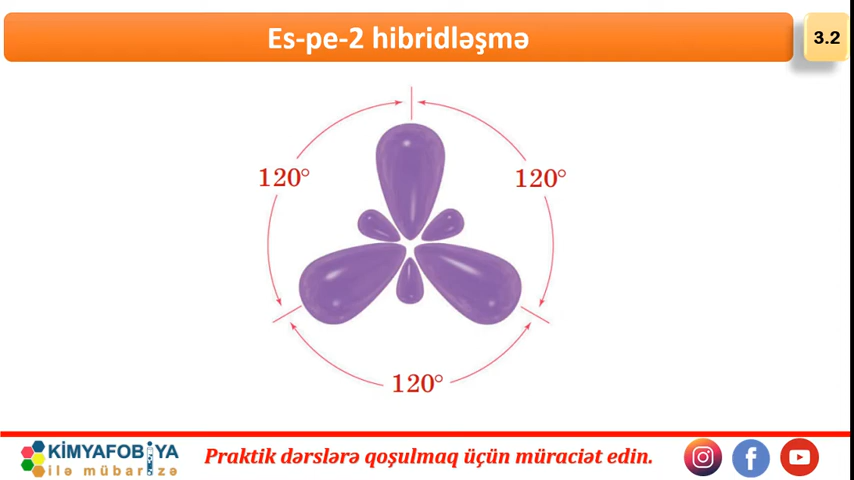 Es-pe-2 hibridləşmə
3.2
120°
120°
120°
KİMYAFOBİYA
ilə mübarizə
Praktik dərslərə qoşulmaq üçün müraciət edin.